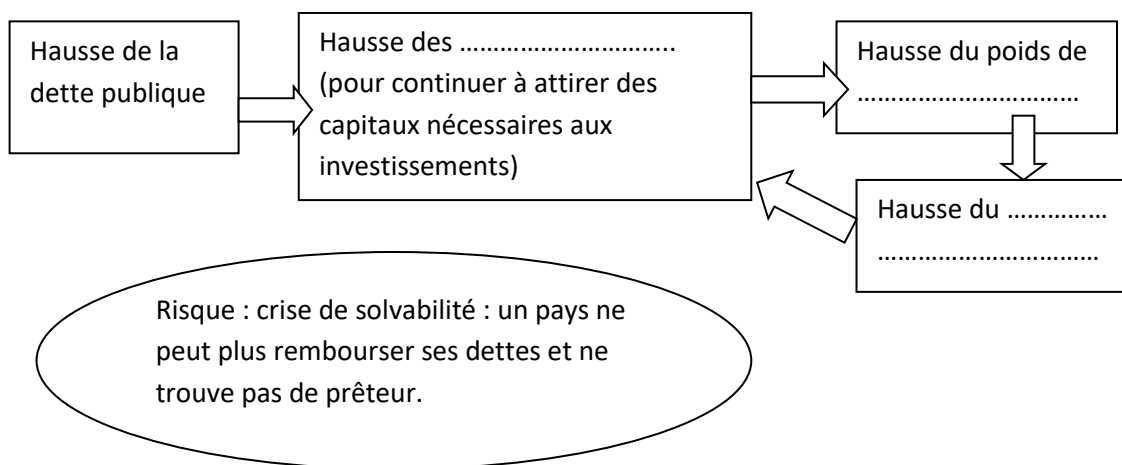 Hausse de la
dette publique
Hausse des …………………………..
(pour continuer à attirer des
capitaux nécessaires aux
investissements)
Hausse du poids de
……………………………
Hausse du ……………
……………………………
Risque : crise de solvabilité : un pays ne
peut plus rembourser ses dettes et ne
trouve pas de prêteur.